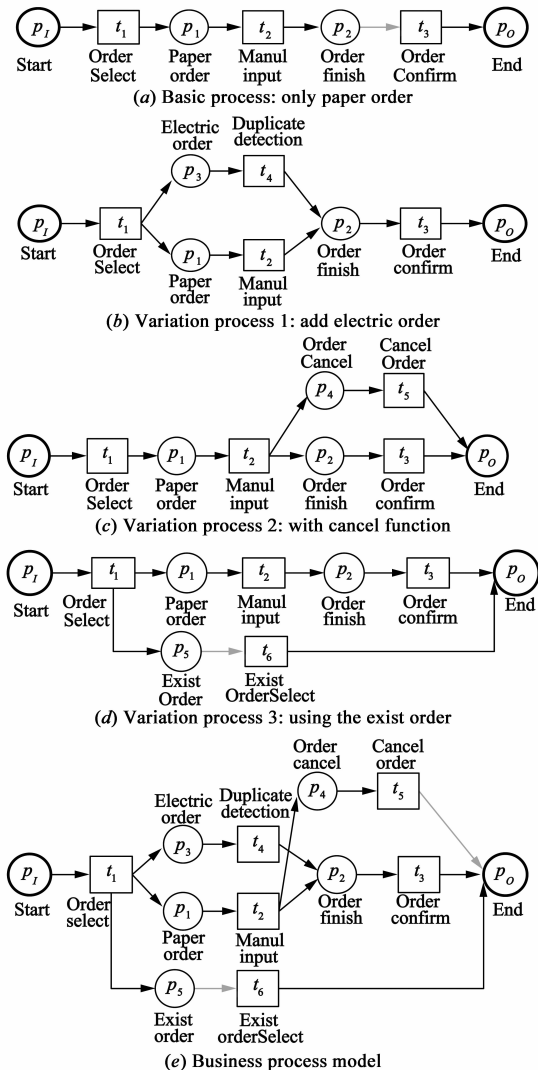 p_I t_1 p_1 t_2 p_2 t_3 p_O
Start Order Select Paper order Manul input Order finish Order Confirm End
(a) Basic process: only paper order
Electric order Duplicate detection
p_3 t_4
p_I t_1 p_2 t_3 p_O
Start Order Select Order finish Order confirm End
p_1 t_2
Paper order Manul input
(b) Variation process 1: add electric order
Order Cancel Cancel Order
p_4 t_5
p_I t_1 p_1 t_2 p_2 t_3 p_O
Start Order Select Paper order Manul input Order finish Order confirm End
(c) Variation process 2: with cancel function
p_I t_1 p_1 t_2 p_2 t_3 p_O
Start Order Select Paper order Manul input Order finish Order confirm End
p_5 t_6
Exist Order Exist OrderSelect
(d) Variation process 3: using the exist order
Order cancel Cancel order
p_4 t_5
Electric order Duplicate detection
p_3 t_4
p_I t_1 p_2 t_3 p_O
Start Order select Order finish Order confirm End
p_1 t_2
Paper order Manul input
p_5 t_6
Exist order Exist orderSelect
(e) Business process model